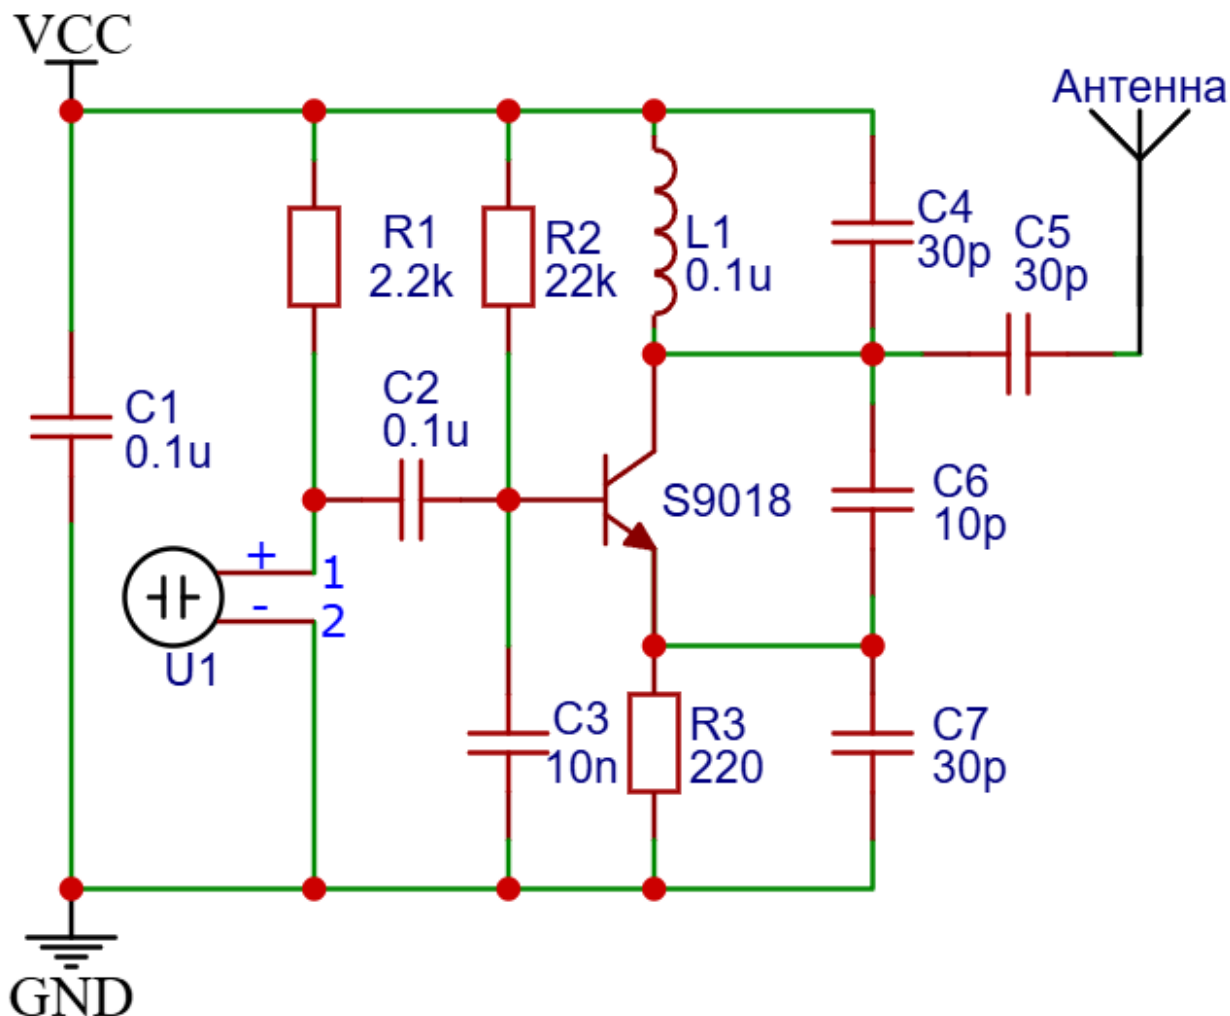 VCC
Антенна
R1
2.2k
R2
22k
L1
0.1u
C4
30p
C5
30p
C1
0.1u
C2
0.1u
S9018
C6
10p
+
1
-
2
U1
C3
10n
R3
220
C7
30p
GND